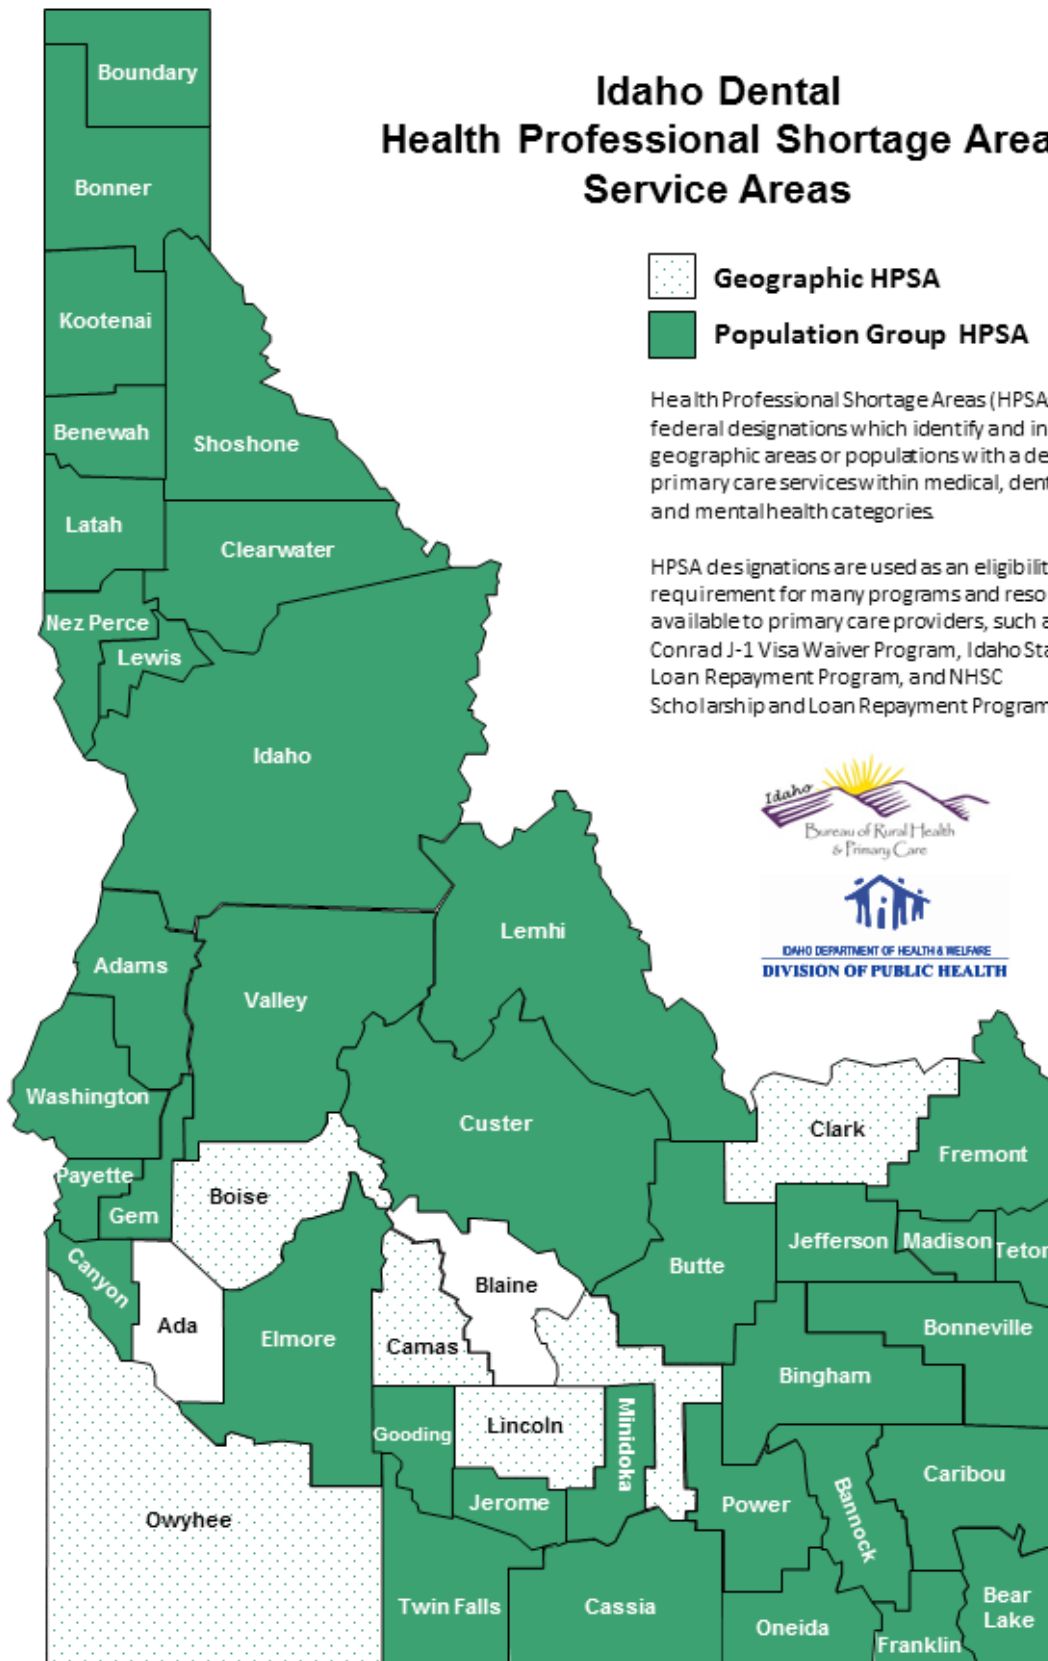 Idaho Dental
Health Professional Shortage Area
Service Areas
Geographic HPSA
Population Group HPSA
Health Professional Shortage Areas (HPSA
federal designations which identify and in
geographic areas or populations with a de
primary care services within medical, dent
and mental health categories.
HPSA designations are used as an eligibilit
requirement for many programs and reso
available to primary care providers, such a
Conrad J-1 Visa Waiver Program, Idaho Sta
Loan Repayment Program, and NHSC
Scholarship and Loan Repayment Program
Idaho
Bureau of Rural Health
& Primary Care
IDAHO DEPARTMENT OF HEALTH & WELFARE
DIVISION OF PUBLIC HEALTH
Boundary
Bonner
Kootenai
Benewah
Shoshone
Latah
Clearwater
Nez Perce
Lewis
Idaho
Lemhi
Adams
Valley
Washington
Custer
Clark
Fremont
Payette
Boise
Gem
Jefferson
Madison
Teton
Canyon
Butte
Blaine
Ada
Elmore
Camas
Bonneville
Bingham
Gooding
Lincoln
Minidoka
Caribou
Jerome
Power
Bannock
Owyhee
Twin Falls
Cassia
Oneida
Franklin
Bear
Lake